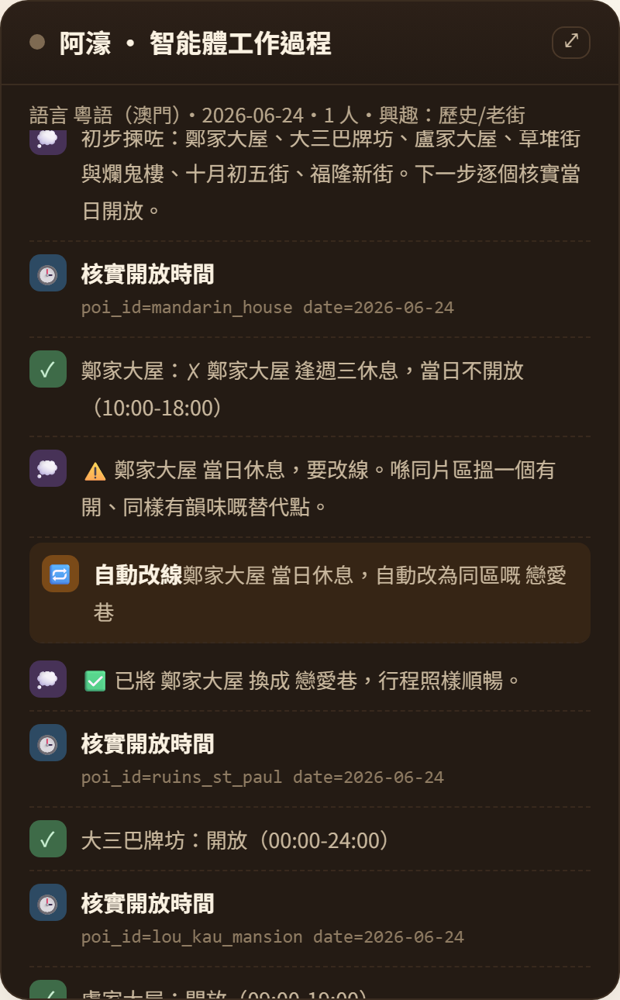 阿濠 • 智能體工作過程
語言 粵語（澳門）• 2026-06-24 • 1 人 • 興趣：歷史/老街
初步揀咗：鄭家大屋、大三巴牌坊、盧家大屋、草堆街
與爛鬼樓、十月初五街、福隆新街。下一步逐個核實當
日開放。
核實開放時間
poi_id=mandarin_house date=2026-06-24
鄭家大屋：✗ 鄭家大屋 逢週三休息，當日不開放
（10:00-18:00）
⚠️ 鄭家大屋 當日休息，要改線。喺同片區搵一個有
開、同樣有韻味嘅替代點。
自動改線鄭家大屋 當日休息，自動改為同區嘅 戀愛
巷
✅ 已將 鄭家大屋 換成 戀愛巷，行程照樣順暢。
核實開放時間
poi_id=ruins_st_paul date=2026-06-24
大三巴牌坊：開放（00:00-24:00）
核實開放時間
poi_id=lou_kau_mansion date=2026-06-24
盧家大屋：開放（09:00-19:00）